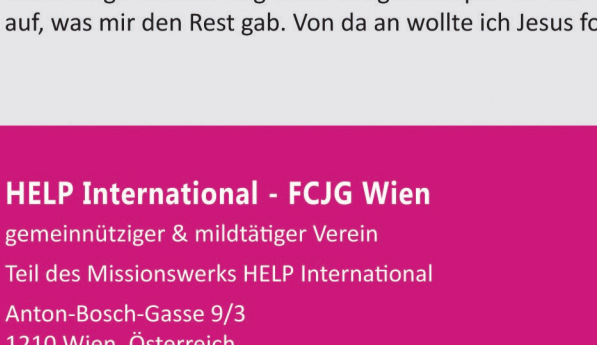 auf, was mir den Rest gab. Von da an wollte ich Jesus
HELP International - FCJG Wien
gemeinnütziger & mildtätiger Verein
Teil des Missionswerks HELP International
Anton-Bosch-Gasse 9/3
1210 Wien, Österreich